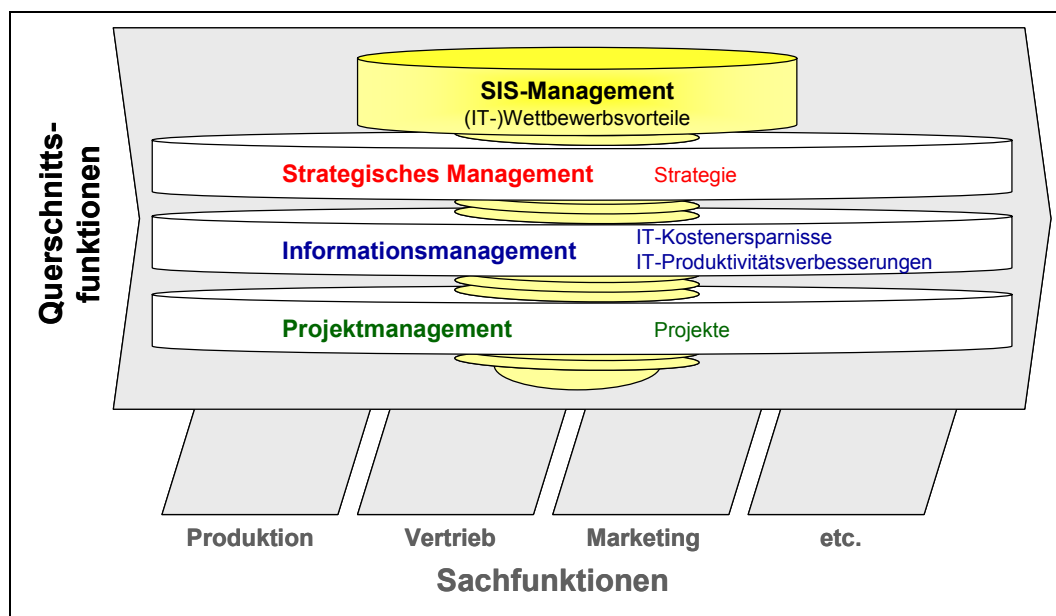 Querschnitts-
funktionen
SIS-Management
(IT-)Wettbewerbsvorteile
Strategisches Management Strategie
Informationsmanagement IT-Kostenersparnisse
IT-Produktivitätsverbesserungen
Projektmanagement Projekte
Produktion Vertrieb Marketing etc.
Sachfunktionen